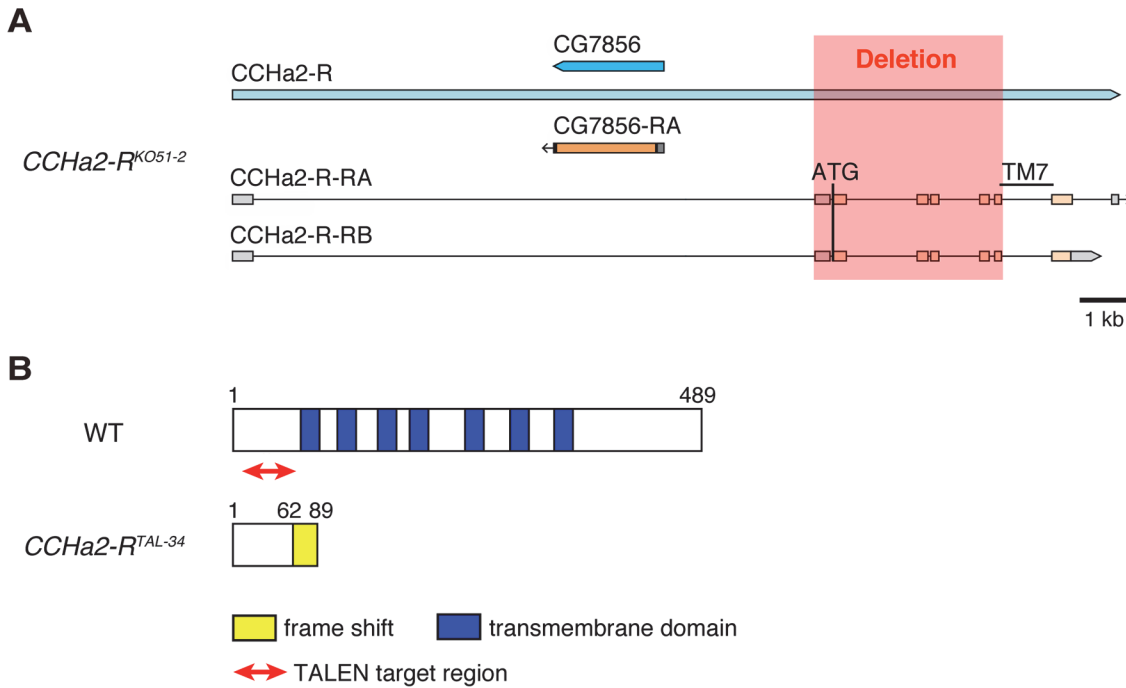 A
CG7856
Deletion
CCHa2-R
CG7856-RA
CCHa2-R^KO51-2
CCHa2-R-RA
ATG
TM7
CCHa2-R-RB
1 kb
B
1 489
WT
1 62 89
CCHa2-R^TAL-34
frame shift
transmembrane domain
TALEN target region